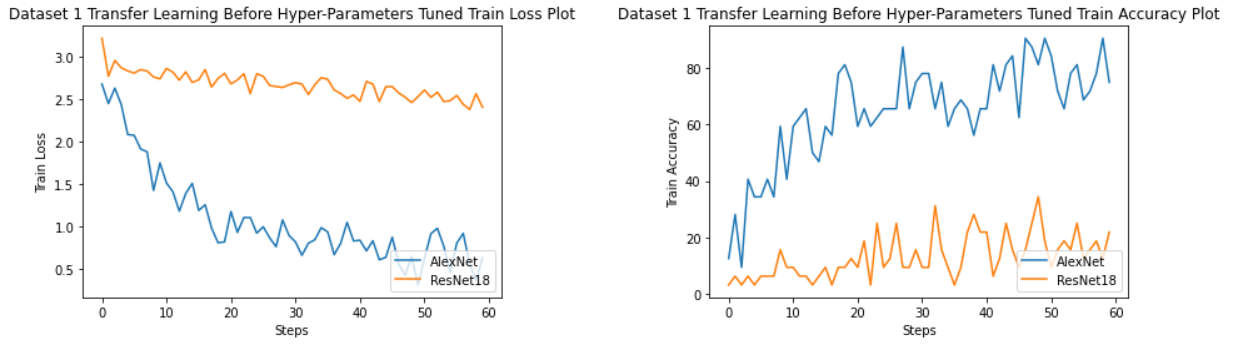 Dataset 1 Transfer Learning Before Hyper-Parameters Tuned Train Loss Plot
Train Loss
3.0
2.5
2.0
1.5
1.0
0.5
0
10
20
30
40
50
60
Steps
AlexNet
ResNet18
Dataset 1 Transfer Learning Before Hyper-Parameters Tuned Train Accuracy Plot
Train Accuracy
80
60
40
20
0
0
10
20
30
40
50
60
Steps
AlexNet
ResNet18